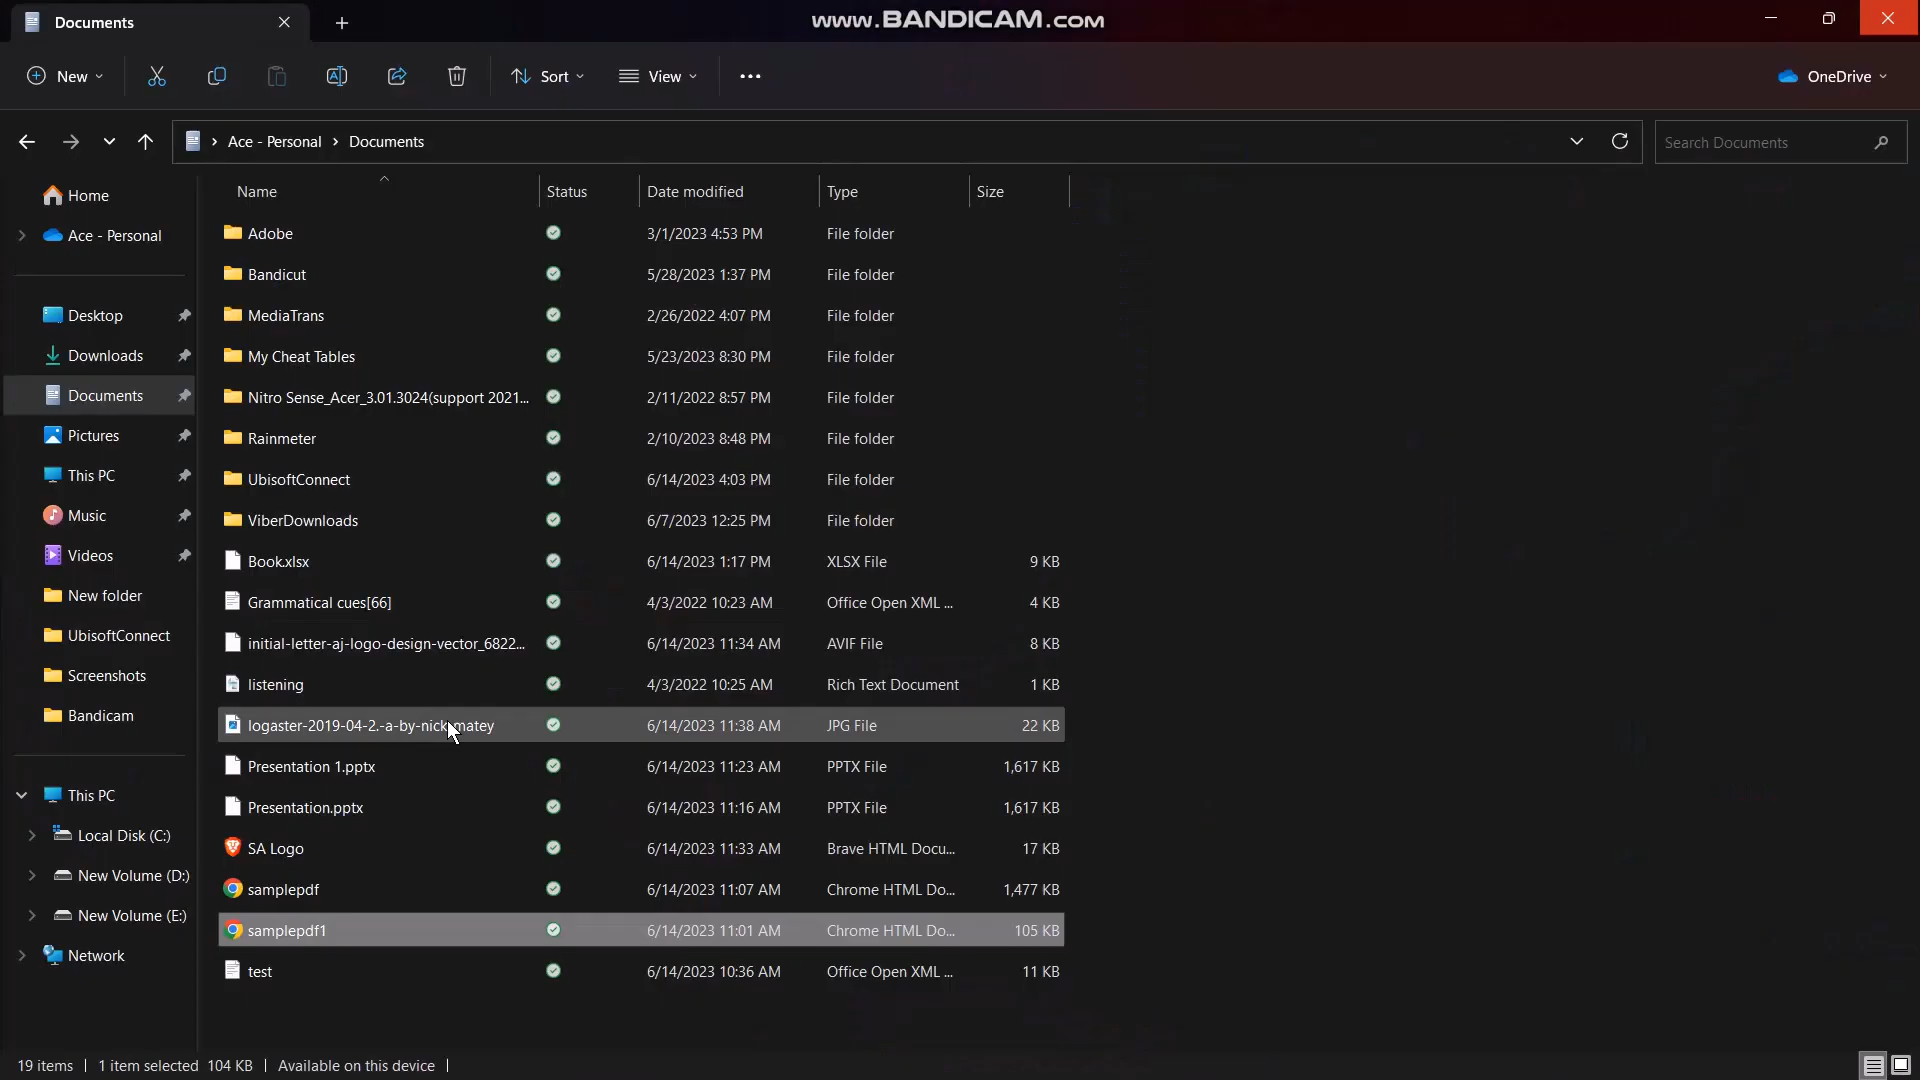 Documents
www.BANDICAM.com
New
Sort
View
OneDrive
Ace - Personal
Documents
Search Documents
Home
Ace - Personal
Desktop
Downloads
Documents
Pictures
This PC
Music
Videos
New folder
UbisoftConnect
Screenshots
Bandicam
This PC
Local Disk (C:)
New Volume (D:)
New Volume (E:)
Network
Name Status Date modified Type Size
Adobe 3/1/2023 4:53 PM File folder
Bandicut 5/28/2023 1:37 PM File folder
MediaTrans 2/26/2022 4:07 PM File folder
My Cheat Tables 5/23/2023 8:30 PM File folder
Nitro Sense_Acer_3.01.3024(support 2021... 2/11/2022 8:57 PM File folder
Rainmeter 2/10/2023 8:48 PM File folder
UbisoftConnect 6/14/2023 4:03 PM File folder
ViberDownloads 6/7/2023 12:25 PM File folder
Book.xlsx 6/14/2023 1:17 PM XLSX File 9 KB
Grammatical cues[66] 4/3/2022 10:23 AM Office Open XML ... 4 KB
initial-letter-aj-logo-design-vector_6822... 6/14/2023 11:34 AM AVIF File 8 KB
listening 4/3/2022 10:25 AM Rich Text Document 1 KB
logaster-2019-04-2.-a-by-nick-matey 6/14/2023 11:38 AM JPG File 22 KB
Presentation 1.pptx 6/14/2023 11:23 AM PPTX File 1,617 KB
Presentation.pptx 6/14/2023 11:16 AM PPTX File 1,617 KB
SA Logo 6/14/2023 11:33 AM Brave HTML Docu... 17 KB
samplepdf 6/14/2023 11:07 AM Chrome HTML Do... 1,477 KB
samplepdf1 6/14/2023 11:01 AM Chrome HTML Do... 105 KB
test 6/14/2023 10:36 AM Office Open XML ... 11 KB
19 items 1 item selected 104 KB Available on this device